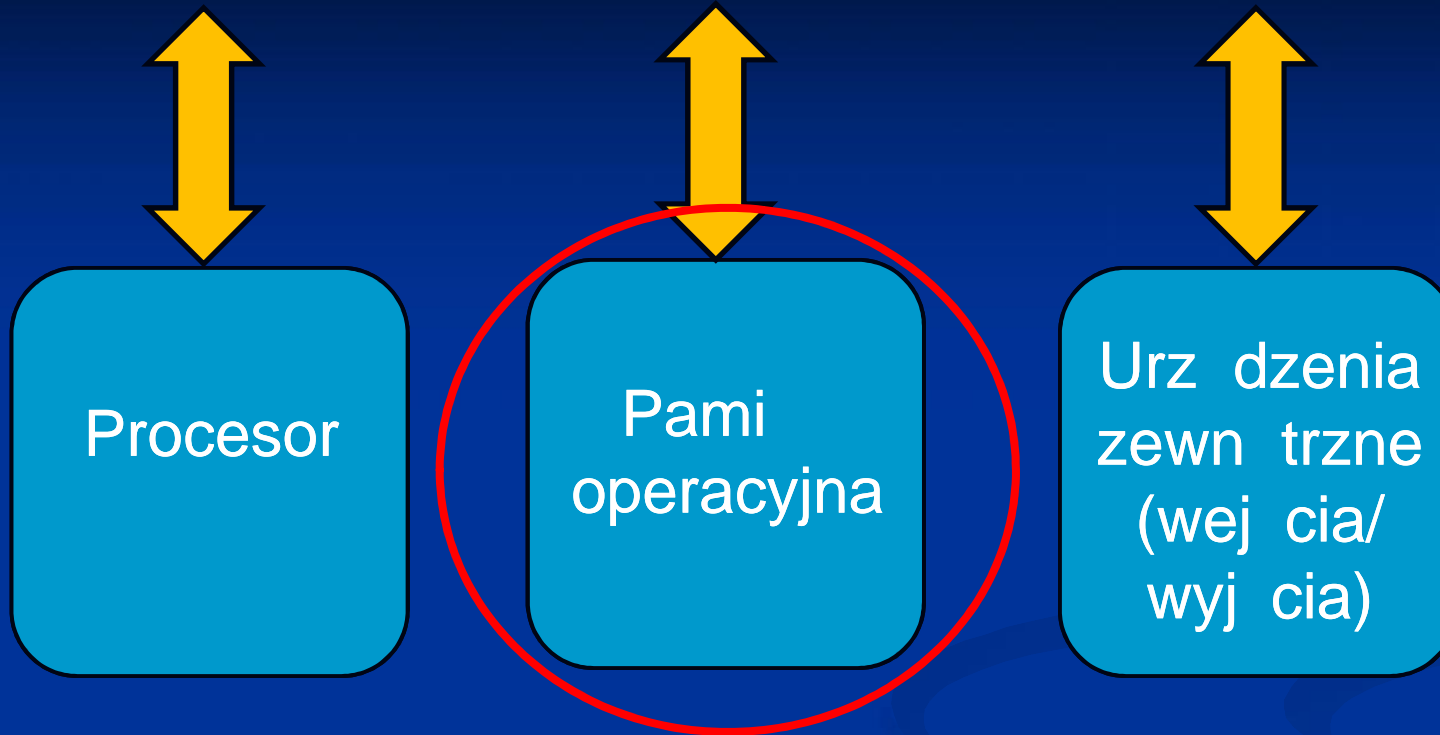 Procesor
Pami
operacyjna
Urz dzenia
zewn trzne
(wej cia/
wyj cia)